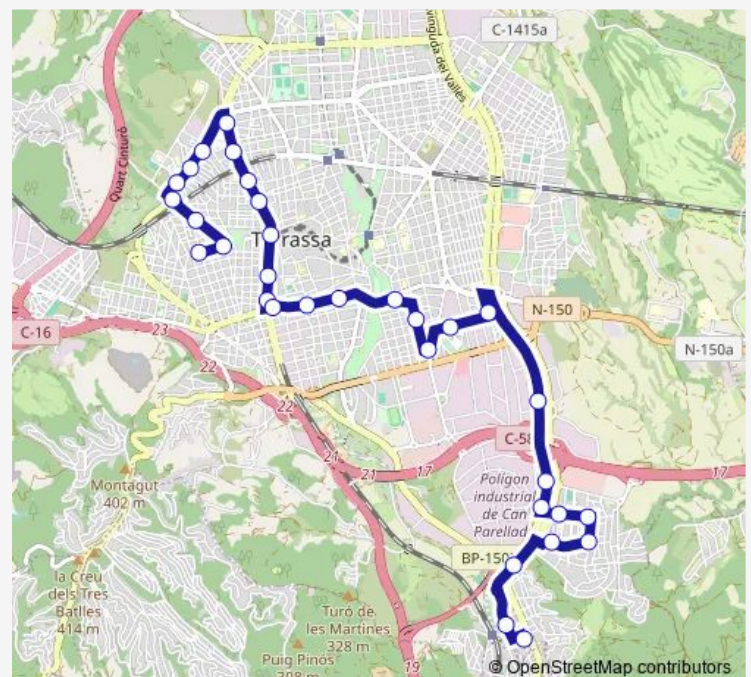 C-1415a
Avinguda del Vallès
Quart Cinturó
Terrassa
N-150
C-16
23
N-150a
22
22
C-58
21
21
17
17
Montagut
402 m
Polígon
industrial
de Can
Parellada
BP-150
la Creu
dels Tres
Batlles
414 m
Turó de
les Martines
328 m
Puig Pinós
19
© OpenStreetMap contributors